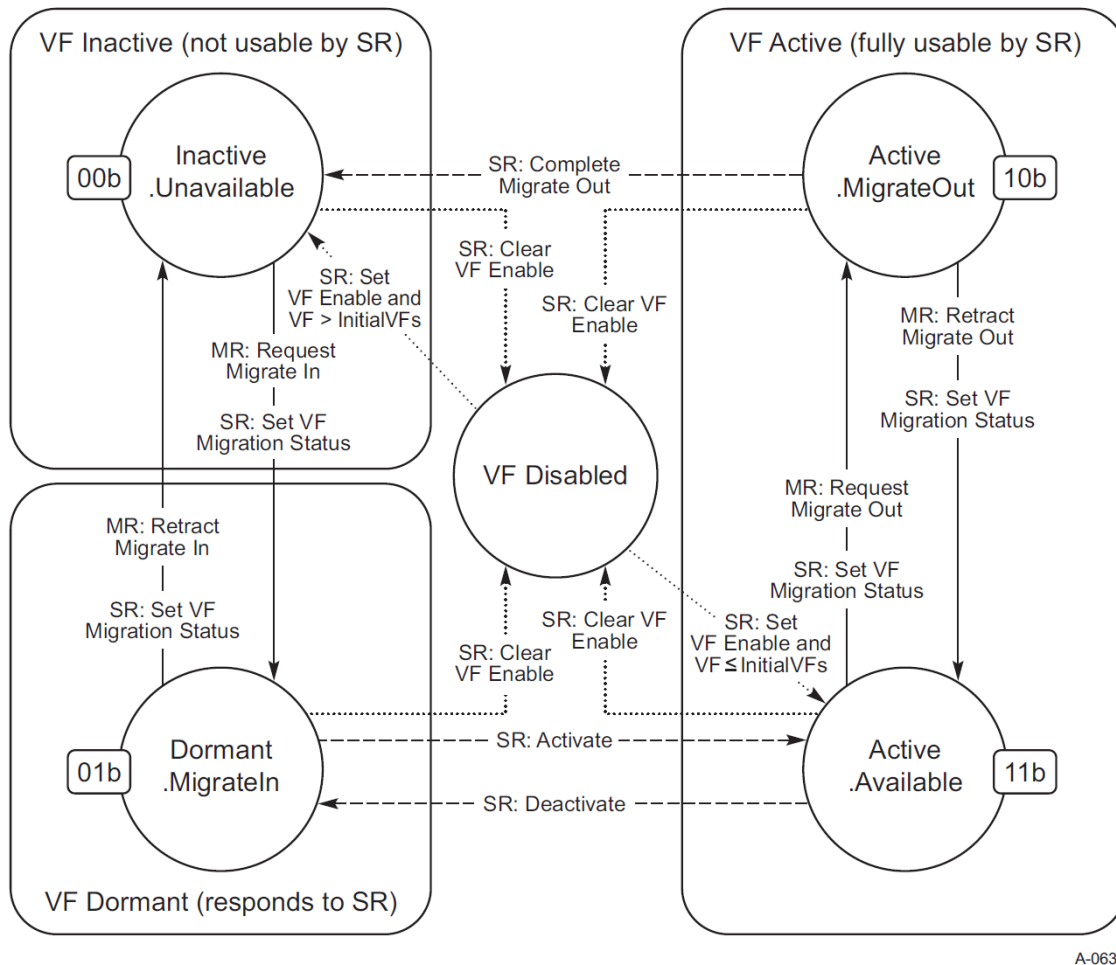 VF Inactive (not usable by SR)
VF Active (fully usable by SR)
Inactive
.Unavailable
00b
SR: Complete
Migrate Out
Active
.MigrateOut
10b
SR: Clear
VF Enable
SR: Set
VF Enable and
VF > InitialVFs
SR: Clear VF
Enable
MR: Request
Migrate In
SR: Set VF
Migration Status
MR: Retract
Migrate Out
SR: Set VF
Migration Status
VF Disabled
MR: Retract
Migrate In
SR: Set VF
Migration Status
MR: Request
Migrate Out
SR: Set VF
Migration Status
SR: Clear
VF Enable
SR: Clear VF
Enable
SR: Set
VF Enable and
VF ≤ InitialVFs
Dormant
.MigrateIn
01b
SR: Activate
SR: Deactivate
Active
.Available
11b
VF Dormant (responds to SR)
A-063